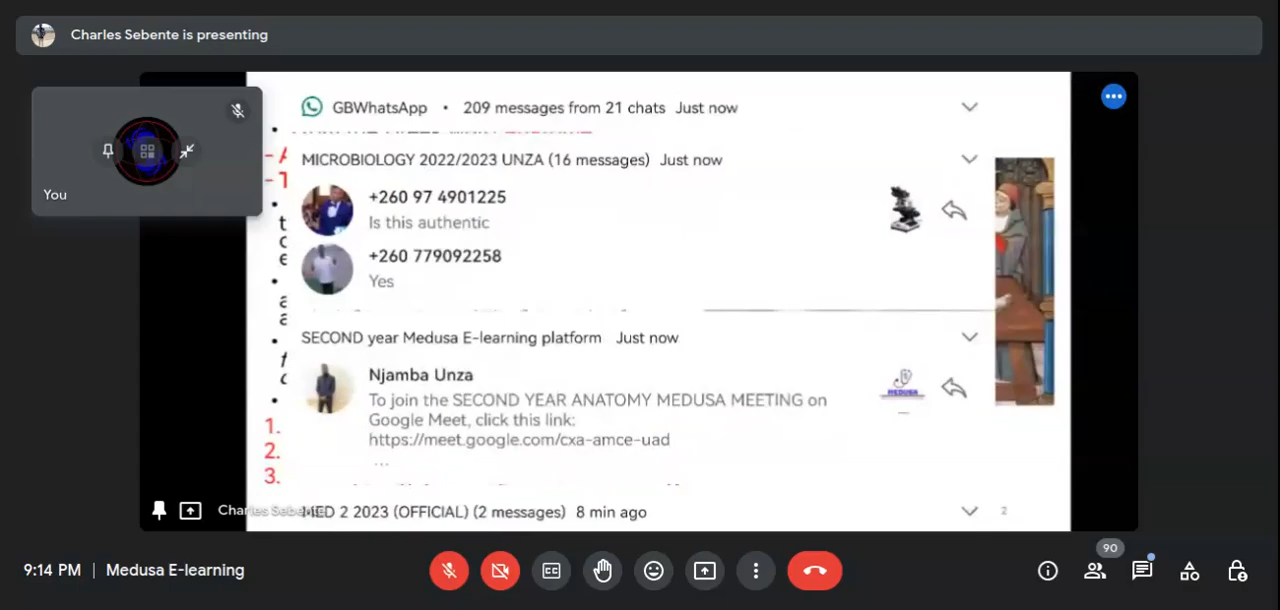 Charles Sebente is presenting
GBWhatsApp • 209 messages from 21 chats Just now
MICROBIOLOGY 2022/2023 UNZA (16 messages) Just now
+260 97 4901225
Is this authentic
You
+260 779092258
Yes
SECOND year Medusa E-learning platform Just now
Njamba Unza
To join the SECOND YEAR ANATOMY MEDUSA MEETING on
Google Meet, click this link:
https://meet.google.com/cxa-amce-uad
...
MEDUSA
1.
2.
3.
Charles Sebente
MED 2 2023 (OFFICIAL) (2 messages) 8 min ago
2
90
9:14 PM | Medusa E-learning